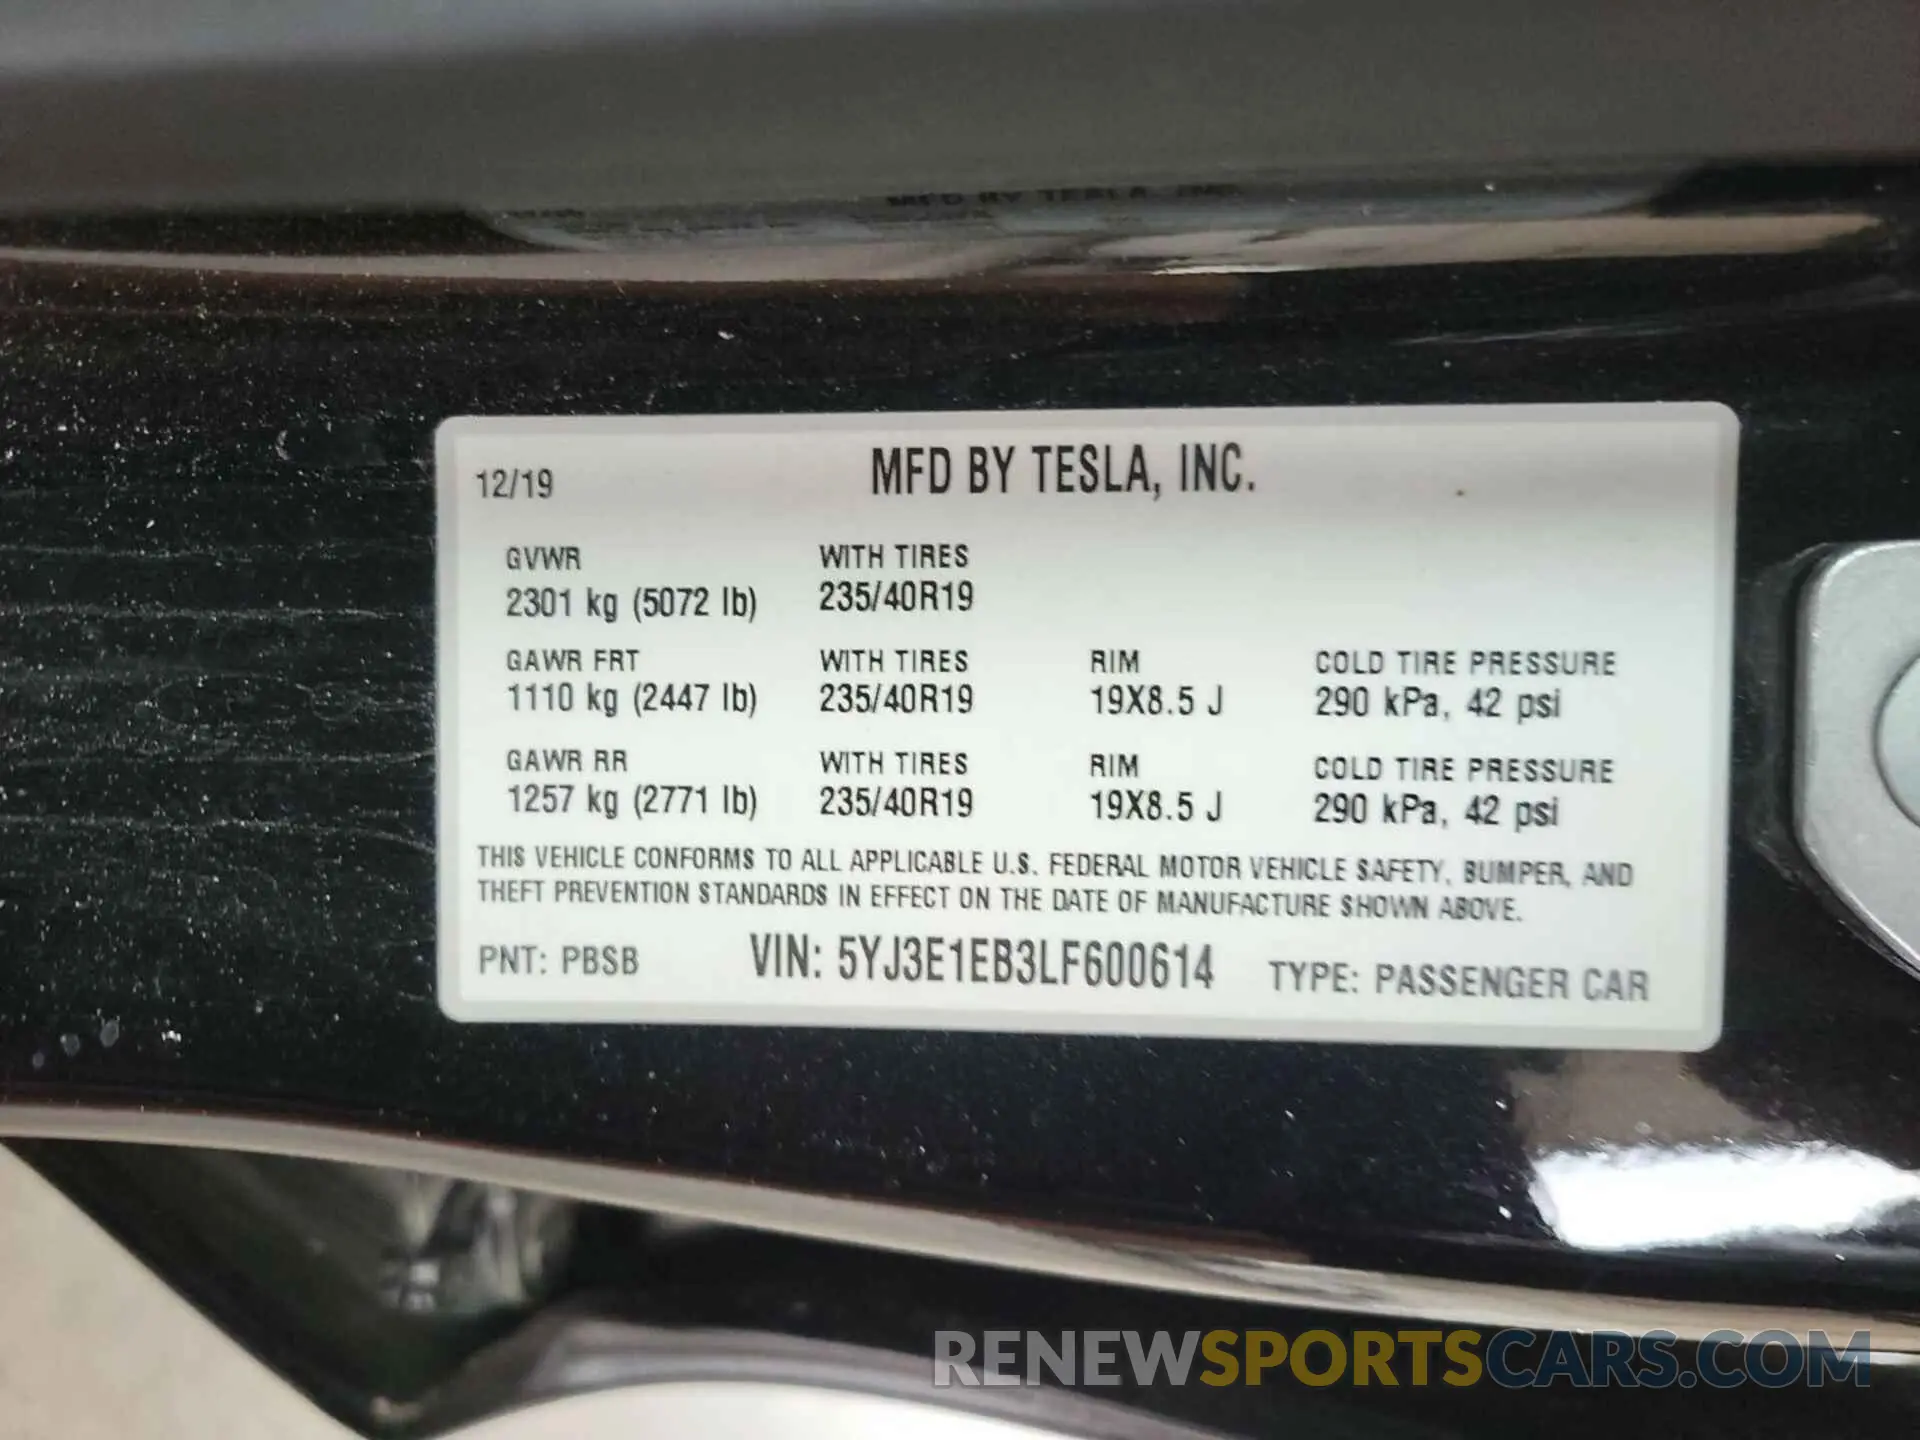 MFD BY TESLA, INC.
12/19 MFD BY TESLA, INC.
GVWR WITH TIRES
2301 kg (5072 lb) 235/40R19
GAWR FRT WITH TIRES RIM COLD TIRE PRESSURE
1110 kg (2447 lb) 235/40R19 19X8.5 J 290 kPa, 42 psi
GAWR RR WITH TIRES RIM COLD TIRE PRESSURE
1257 kg (2771 lb) 235/40R19 19X8.5 J 290 kPa, 42 psi
THIS VEHICLE CONFORMS TO ALL APPLICABLE U.S. FEDERAL MOTOR VEHICLE SAFETY, BUMPER, AND
THEFT PREVENTION STANDARDS IN EFFECT ON THE DATE OF MANUFACTURE SHOWN ABOVE.
PNT: PBSB VIN: 5YJ3E1EB3LF600614 TYPE: PASSENGER CAR
RENEWSPORTSCARS.COM